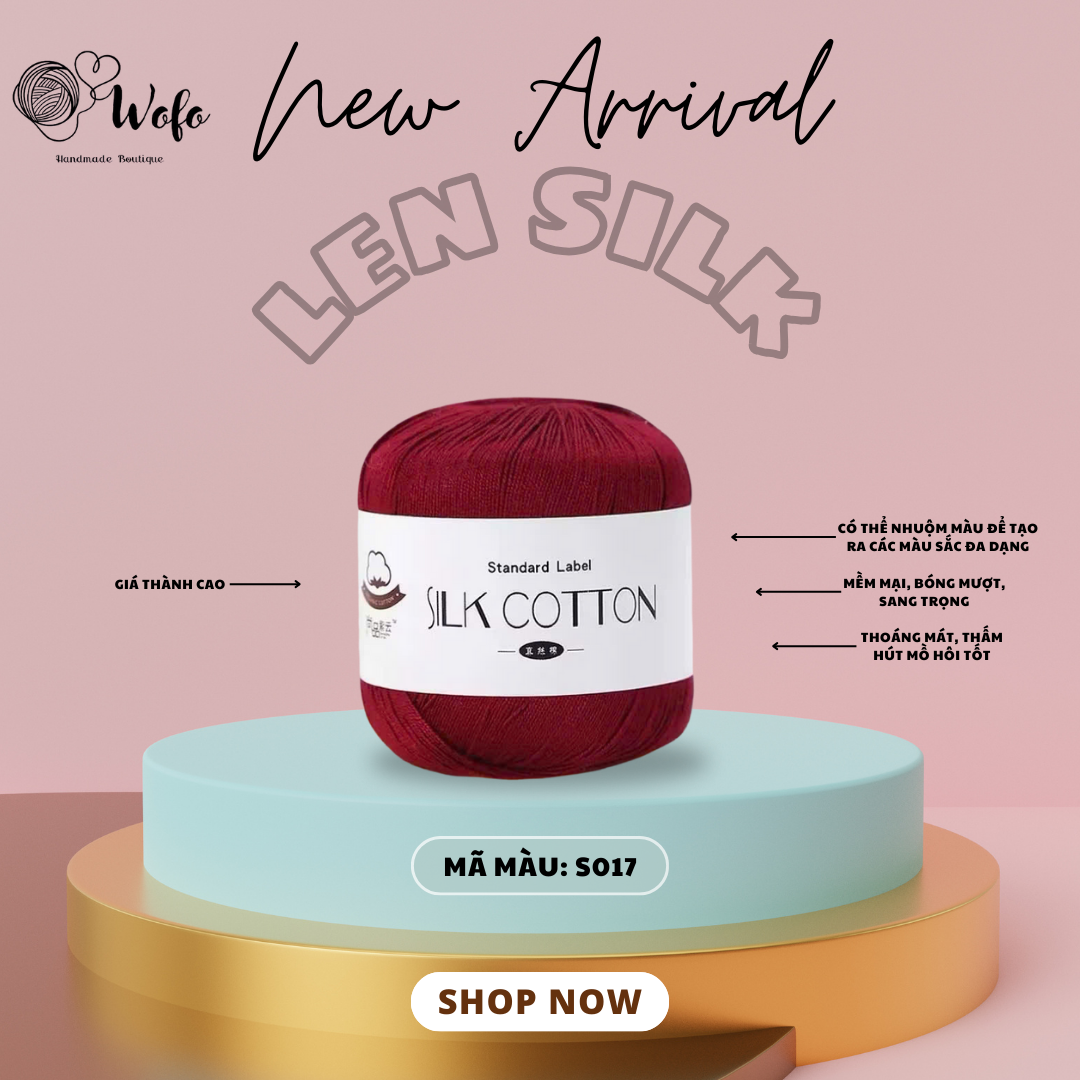 Wofo
Handmade Boutique
New Arrival
LEN SILK
CÓ THỂ NHUỘM MÀU ĐỂ TẠO
RA CÁC MÀU SẮC ĐA DẠNG
GIÁ THÀNH CAO
MỀM MẠI, BÓNG MƯỢT,
SANG TRỌNG
THOÁNG MÁT, THẤM
HÚT MỒ HÔI TỐT
Standard Label
SILK COTTON
MÃ MÀU: S017
SHOP NOW